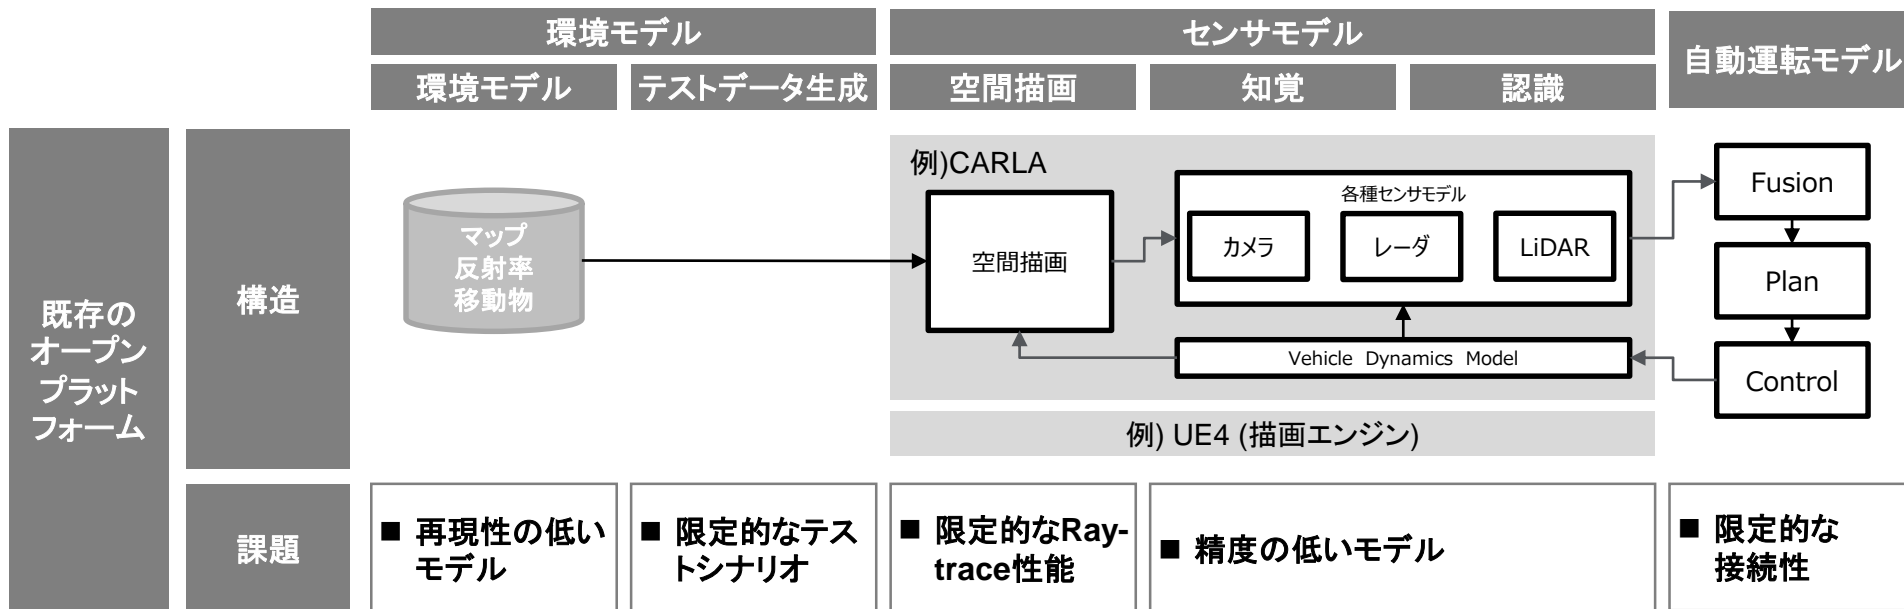 環境モデル
センサモデル
自動運転モデル
環境モデル
テストデータ生成
空間描画
知覚
認識
既存の
オープン
プラット
フォーム
構造
マップ
反射率
移動物
例)CARLA
空間描画
各種センサモデル
カメラ
レーダ
LiDAR
Vehicle Dynamics Model
Fusion
Plan
Control
例) UE4 (描画エンジン)
課題
■ 再現性の低い
モデル
■ 限定的なテス
トシナリオ
■ 限定的なRay-
trace性能
■ 精度の低いモデル
■ 限定的な
接続性